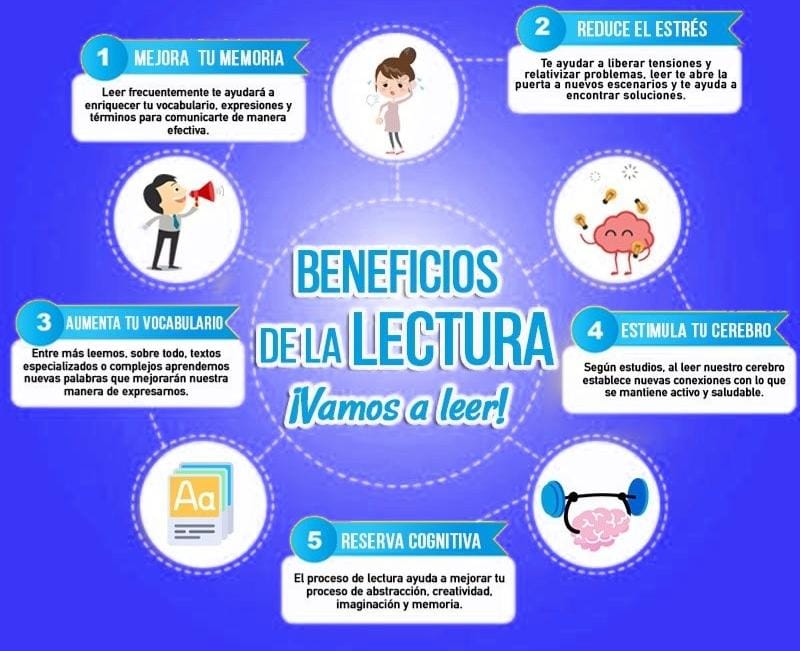 1
MEJORA TU MEMORIA
Leer frecuentemente te ayudará a
enriquecer tu vocabulario, expresiones y
términos para comunicarte de manera
efectiva.
2
REDUCE EL ESTRÉS
Te ayudar a liberar tensiones y
relativizar problemas, leer te abre la
puerta a nuevos escenarios y te ayuda a
encontrar soluciones.
BENEFICIOS
DE LA LECTURA
¡Vamos a leer!
3
AUMENTA TU VOCABULARIO
Entre más leemos, sobre todo, textos
especializados o complejos aprendemos
nuevas palabras que mejorarán nuestra
manera de expresarnos.
4
ESTIMULA TU CEREBRO
Según estudios, al leer nuestro cerebro
establece nuevas conexiones con lo que
se mantiene activo y saludable.
Aa
5
RESERVA COGNITIVA
El proceso de lectura ayuda a mejorar tu
proceso de abstracción, creatividad,
imaginación y memoria.